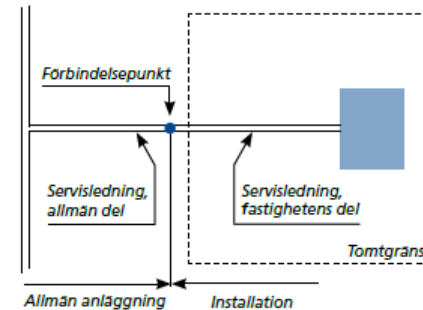 Förbindelsepunkt
Servisledning,
allmän del
Servisledning,
fastighetens del
Tomtgräns
Allmän anläggning
Installation